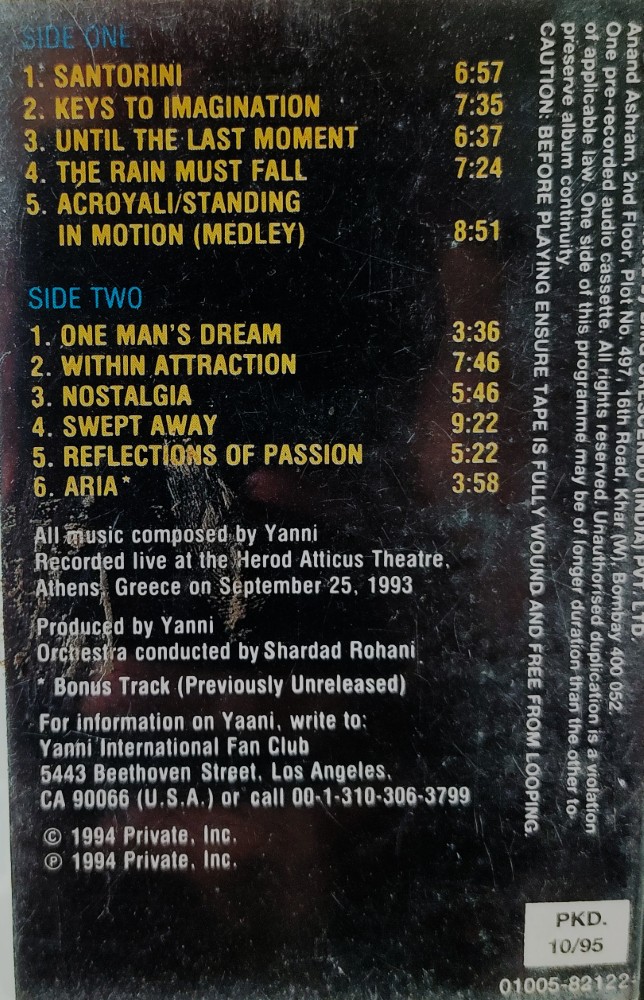 SIDE ONE
1. SANTORINI 6:57
2. KEYS TO IMAGINATION 7:35
3. UNTIL THE LAST MOMENT 6:37
4. THE RAIN MUST FALL 7:24
5. ACROYALI/STANDING
IN MOTION (MEDLEY) 8:51
SIDE TWO
1. ONE MAN'S DREAM 3:36
2. WITHIN ATTRACTION 7:46
3. NOSTALGIA 5:46
4. SWEPT AWAY 9:22
5. REFLECTIONS OF PASSION 5:22
6. ARIA* 3:58
All music composed by Yanni
Recorded live at the Herod Atticus Theatre,
Athens, Greece on September 25, 1993
Produced by Yanni
Orchestra conducted by Shardad Rohani
* Bonus Track (Previously Unreleased)
For information on Yaani, write to:
Yanni International Fan Club
5443 Beethoven Street, Los Angeles,
CA 90066 (U.S.A.) or call 00-1-310-306-3799
© 1994 Private, Inc.
℗ 1994 Private, Inc.
Anand Ashram, 2nd Floor, Plot No. 497, 16th Road, Khar (W), Bombay 400 052.
One pre-recorded audio cassette. All rights reserved. Unauthorised duplication is a violation
of applicable law. One side of this programme may be of longer duration than the other to
preserve album continuity.
CAUTION: BEFORE PLAYING ENSURE TAPE IS FULLY WOUND AND FREE FROM LOOPING.
PKD.
10/95
01005-82122